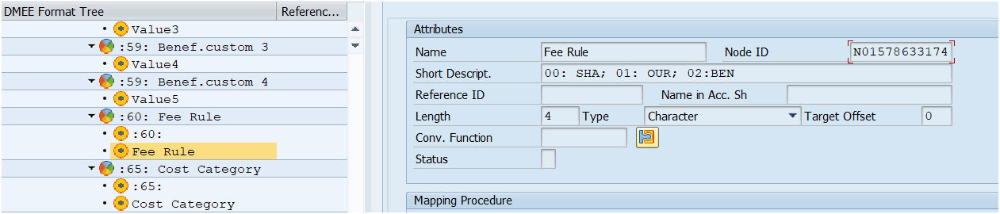 DMEE Format Tree Referenc...
Value3
:59: Benef.custom 3
Value4
:59: Benef.custom 4
Value5
:60: Fee Rule
:60:
Fee Rule
:65: Cost Category
:65:
Cost Category
Attributes
Name Fee Rule Node ID N01578633174
Short Descript. 00: SHA; 01: OUR; 02:BEN
Reference ID Name in Acc. Sh
Length 4 Type Character Target Offset 0
Conv. Function
Status
Mapping Procedure